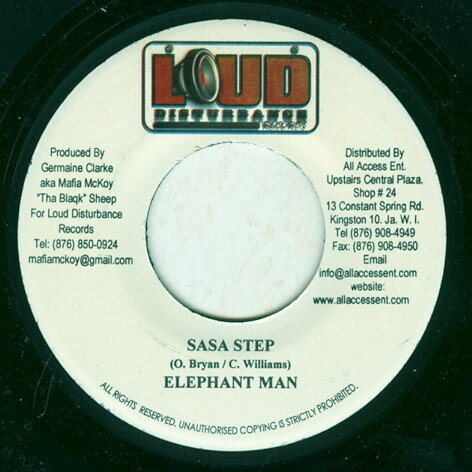 LOUD
DISTURBANCE
RECORDS
Produced By
Germaine Clarke
aka Mafia McKoy
"Tha Blaqk" Sheep
For Loud Disturbance
Records
Tel: (876) 850-0924
mafiamckoy@gmail.com
Distributed By
All Access Ent.
Upstairs Central Plaza,
Shop # 24
13 Constant Spring Rd.
Kingston 10. Ja. W. I.
Tel: (876) 908-4949
Fax: (876) 908-4950
Email
info@allaccessent.com
website:
www.allaccessent.com
SASA STEP
(O. Bryan / C. Williams)
ELEPHANT MAN
ALL RIGHTS RESERVED. UNAUTHORISED COPYING IS STRICTLY PROHIBITED.